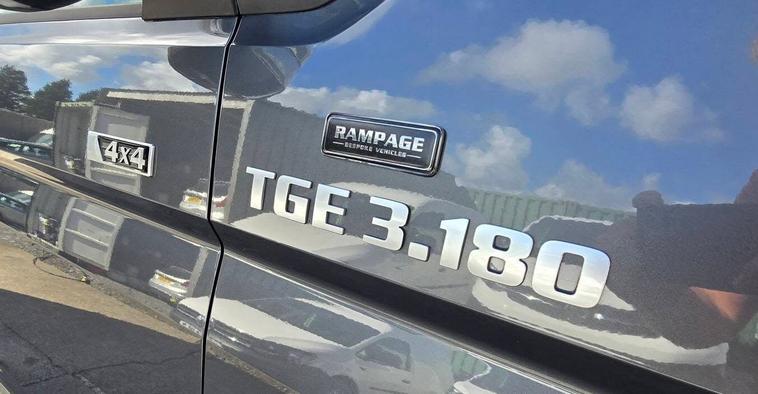 4x4
RAMPAGE
BESPOKE VEHICLES
TGE 3.180